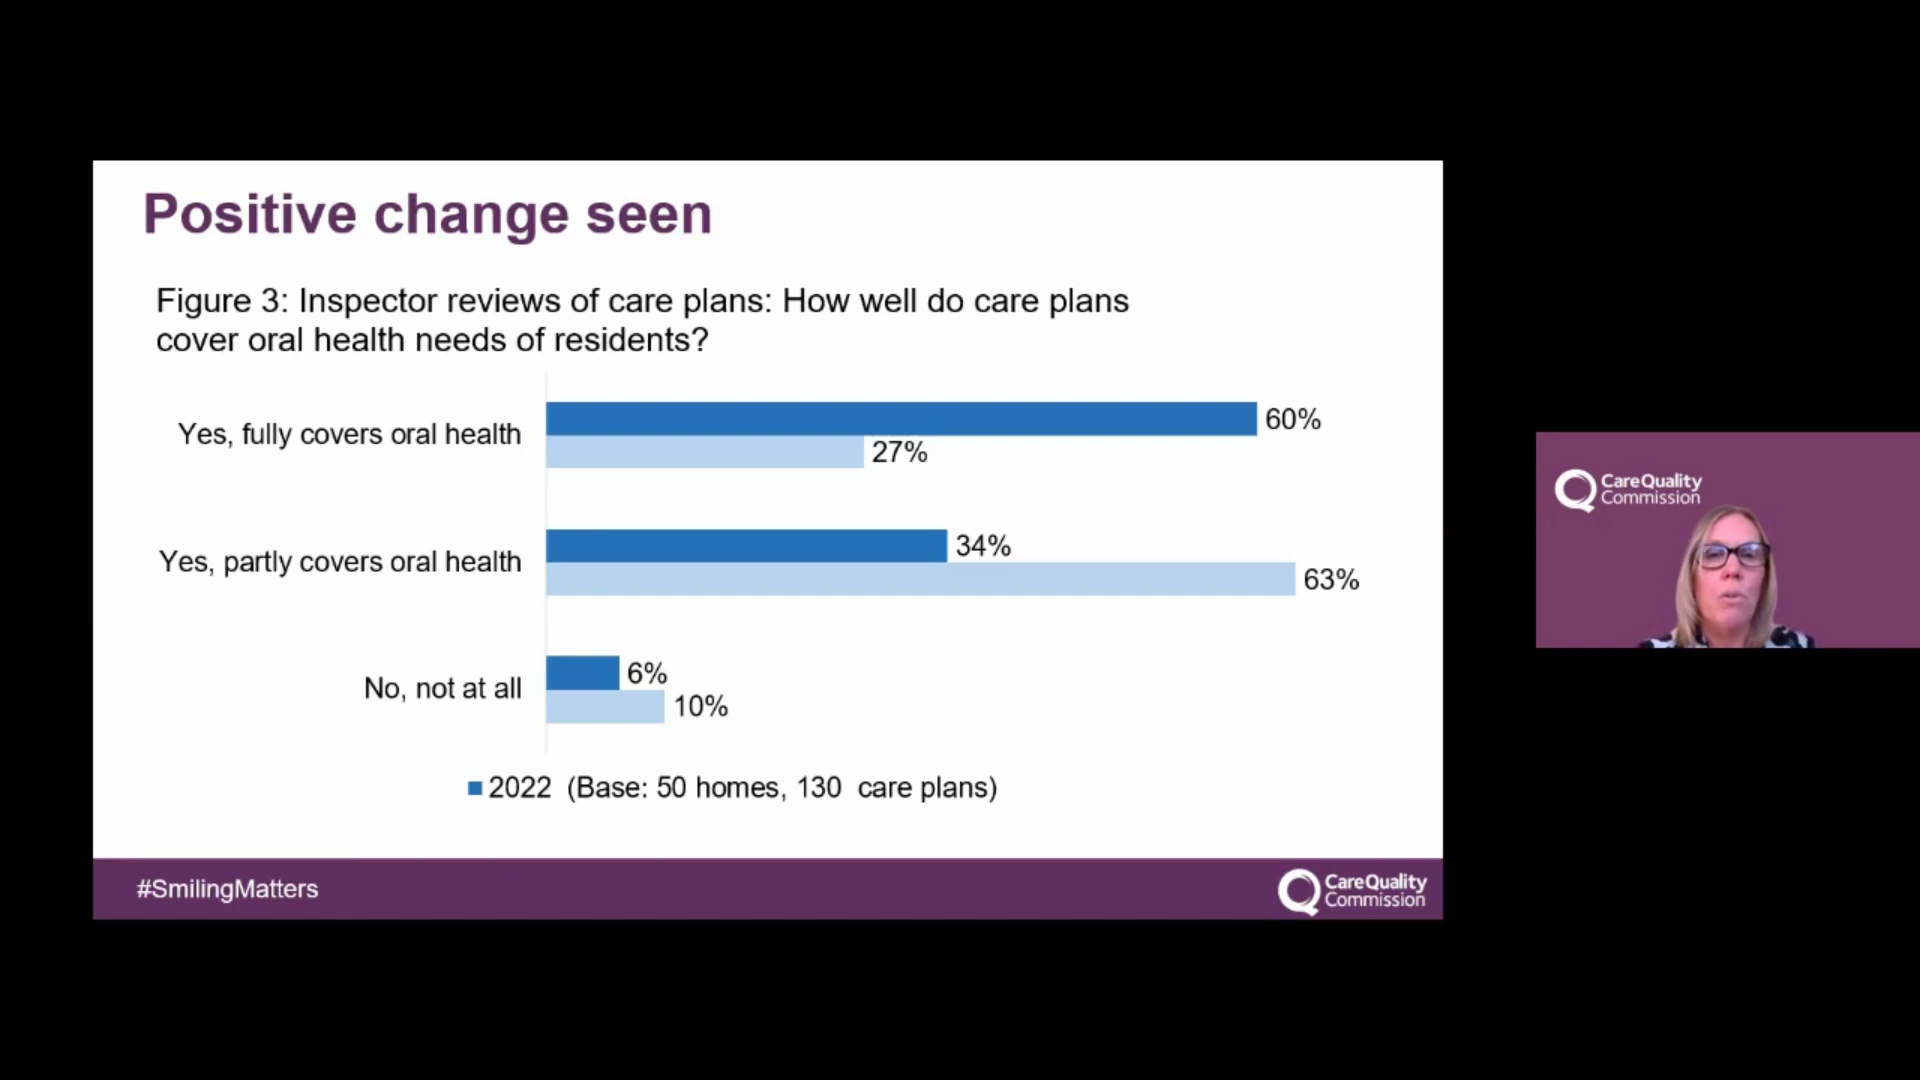 Positive change seen
Figure 3: Inspector reviews of care plans: How well do care plans
cover oral health needs of residents?
Yes, fully covers oral health
60%
27%
Yes, partly covers oral health
34%
63%
No, not at all
6%
10%
2022 (Base: 50 homes, 130 care plans)
#SmilingMatters
CareQuality
Commission
CareQuality
Commission